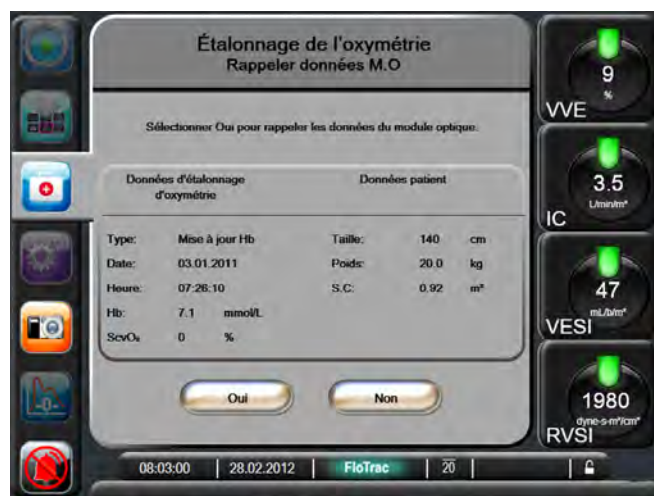 Étalonnage de l'oxymétrie
Rappeler données M.O
Sélectionner Oui pour rappeler les données du module optique.
Données d'étalonnage d'oxymétrie
Données patient
Type: Mise à jour Hb
Taille: 140 cm
Date: 03.01.2011
Poids: 20.0 kg
Heure: 07:26:10
S.C: 0.92 m²
Hb: 7.1 mmol/L
ScvO₂ 0 %
Oui
Non
9
%
VVE
3.5
L/min/m²
IC
47
mL/b/m²
VESI
1980
dyne-s-m²/cm⁵
RVSI
-0-
08:03:00 28.02.2012 FloTrac 20